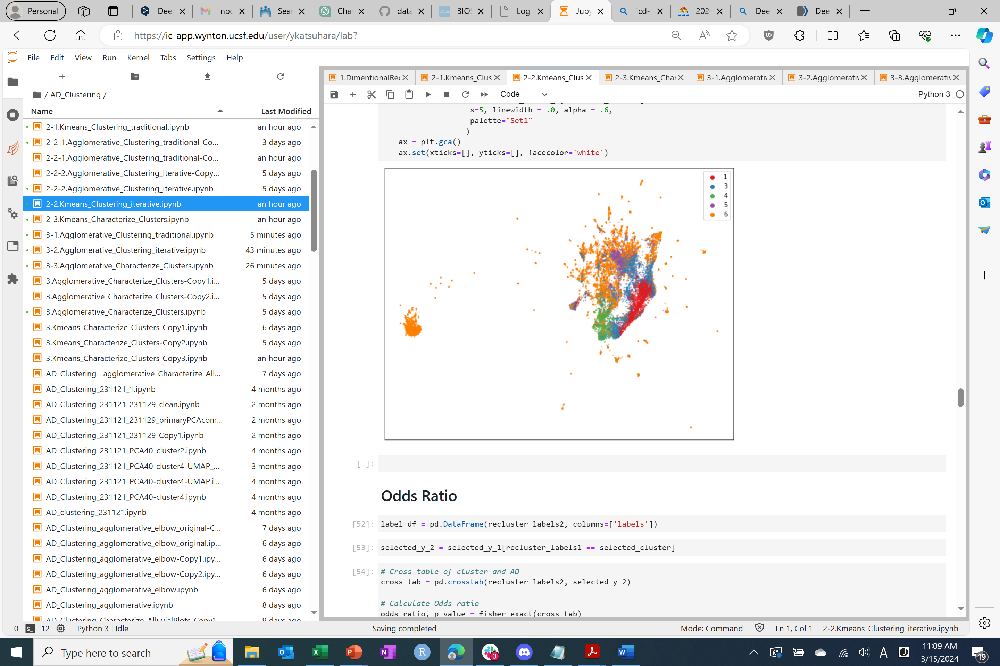 Personal
Dee
Inbo
Sear
Cha
data
CLE
BIO
Log
Jupy
icd-
202
Dee
Dee
https://ic-app.wynton.ucsf.edu/user/ykatsuhara/lab?
File Edit View Run Kernel Tabs Settings Help
/ AD_Clustering /
Name Last Modified
2-1.Kmeans_Clustering_traditional.ipynb an hour ago
2-2-1.Agglomerative_Clustering_traditional-Co... 3 days ago
2-2-1.Agglomerative_Clustering_traditional-Co... an hour ago
2-2-2.Agglomerative_Clustering_iterative-Copy... 5 days ago
2-2-2.Agglomerative_Clustering_iterative.ipynb 5 days ago
2-2.Kmeans_Clustering_iterative.ipynb an hour ago
2-3.Kmeans_Characterize_Clusters.ipynb an hour ago
3-1.Agglomerative_Clustering_traditional.ipynb 5 minutes ago
3-2.Agglomerative_Clustering_iterative.ipynb 43 minutes ago
3-3.Agglomerative_Characterize_Clusters.ipynb 26 minutes ago
3.Agglomerative_Characterize_Clusters-Copy1.i... 5 days ago
3.Agglomerative_Characterize_Clusters-Copy2.i... 5 days ago
3.Agglomerative_Characterize_Clusters.ipynb 5 days ago
3.Kmeans_Characterize_Clusters-Copy1.ipynb 6 days ago
3.Kmeans_Characterize_Clusters-Copy2.ipynb 5 days ago
3.Kmeans_Characterize_Clusters-Copy3.ipynb an hour ago
AD_Clustering__agglomerative_Characterize_All... 7 days ago
AD_Clustering_231121_1.ipynb 4 months ago
AD_Clustering_231121_231129_clean.ipynb 2 months ago
AD_Clustering_231121_231129_primaryPCAcom... 2 months ago
AD_Clustering_231121_231129-Copy1.ipynb 2 months ago
AD_Clustering_231121_PCA40_cluster2.ipynb 4 months ago
AD_Clustering_231121_PCA40-cluster4-UMAP_... 3 months ago
AD_Clustering_231121_PCA40-cluster4-UMAP.i... 4 months ago
AD_Clustering_231121_PCA40-cluster4.ipynb 4 months ago
AD_clustering_231121.ipynb 4 months ago
AD_Clustering_agglomerative_elbow_original-C... 7 days ago
AD_Clustering_agglomerative_elbow_original.ip... 6 days ago
AD_Clustering_agglomerative_elbow-Copy1.ipy... 6 days ago
AD_Clustering_agglomerative_elbow-Copy2.ipy... 6 days ago
AD_Clustering_agglomerative_elbow.ipynb 6 days ago
AD_Clustering_agglomerative.ipynb 8 days ago
AD_Clustering_Characterize_AlluvialPlots-Copy1 9 days ago
1.DimentionalRec
2-1.Kmeans_Clus
2-2.Kmeans_Clus
2-3.Kmeans_Char
3-1.Agglomerativ
3-2.Agglomerativ
3-3.Agglomerativ
Code
Python 3
s=5, linewidth = .0, alpha = .6,
palette="Set1"
)
ax = plt.gca()
ax.set(xticks=[], yticks=[], facecolor='white')
1
3
4
5
6
[ ]:
Odds Ratio
[52]: label_df = pd.DataFrame(recluster_labels2, columns=['labels'])
[53]: selected_y_2 = selected_y_1[recluster_labels1 == selected_cluster]
[54]: # Cross table of cluster and AD
cross_tab = pd.crosstab(recluster_labels2, selected_y_2)
# Calculate Odds ratio
odds_ratio, p_value = fisher_exact(cross_tab)
0 12 Python 3 | Idle Saving completed Mode: Command Ln 1, Col 1 2-2.Kmeans_Clustering_iterative.ipynb
Type here to search
3
A
11:09 AM
3/15/2024
19